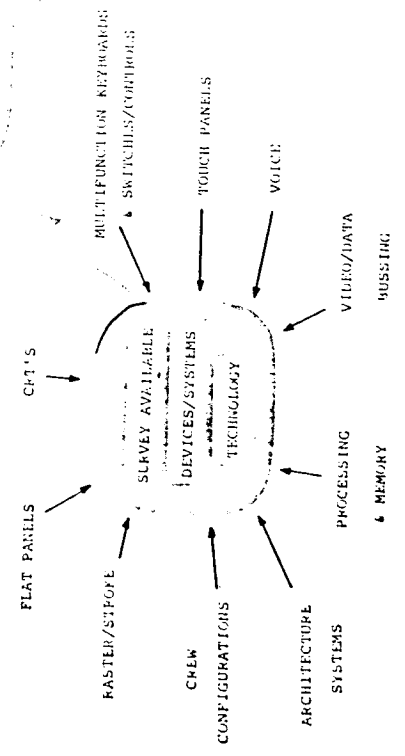 FLAT PANELS
CRT'S
MULTIFUNCTION KEYBOARDS
& SWITCHES/CONTROLS
RASTER/STROKE
SURVEY AVAILABLE
DEVICES/SYSTEMS
TECHNOLOGY
TOUCH PANELS
CREW
CONFIGURATIONS
VOICE
ARCHITECTURE
SYSTEMS
PROCESSING
& MEMORY
VIDEO/DATA
BUSSING